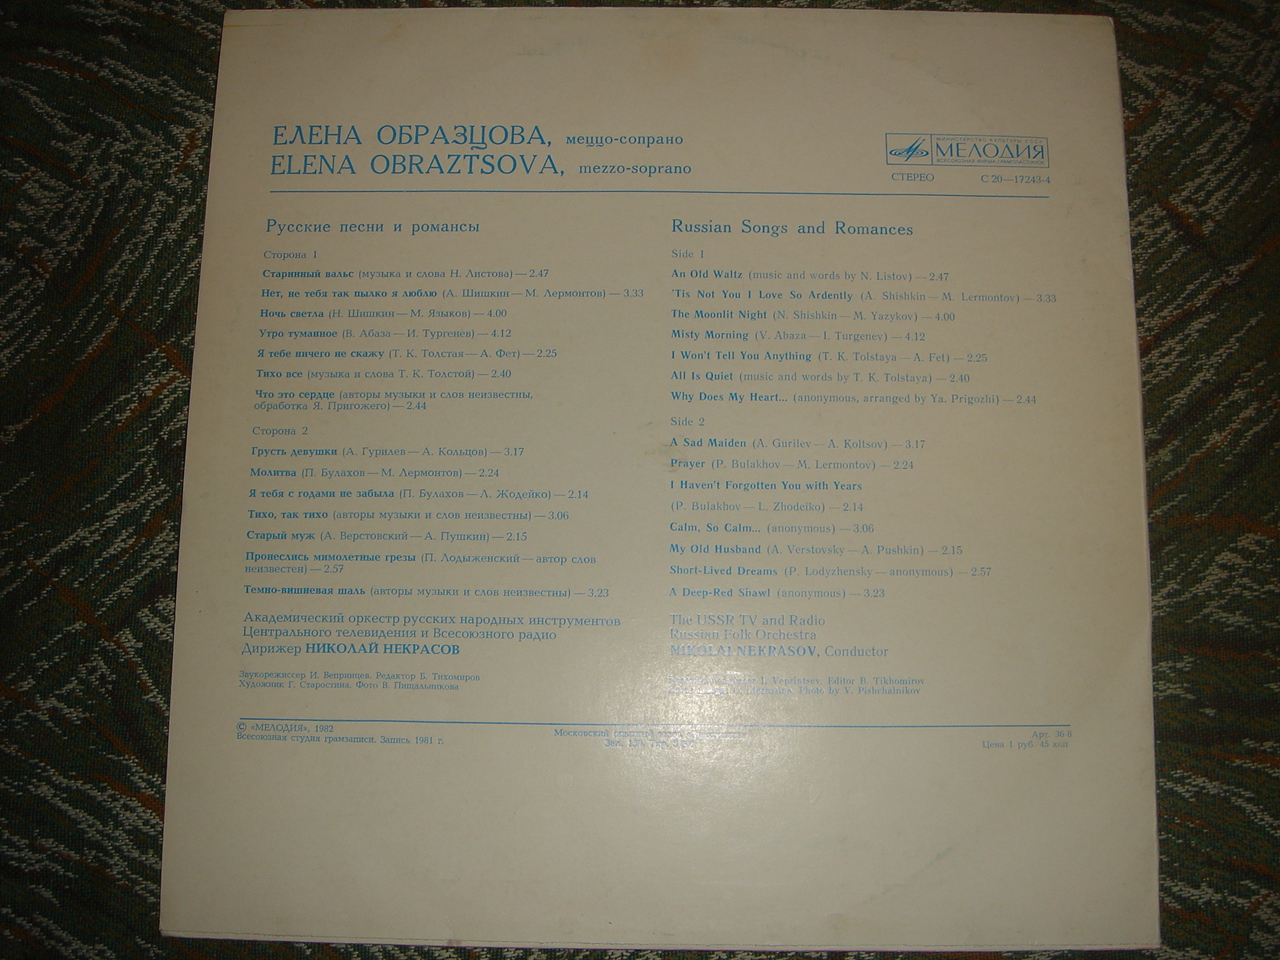 ЕЛЕНА ОБРАЗЦОВА, меццо-сопрано
ELENA OBRAZTSOVA, mezzo-soprano
МИНИСТЕРСТВО КУЛЬТУРЫ СССР
МЕЛОДИЯ
ВСЕСОЮЗНАЯ ФИРМА ГРАМПЛАСТИНОК
СТЕРЕО С 20—17243-4
Русские песни и романсы
Сторона 1
Старинный вальс (музыка и слова Н. Листова) — 2.47
Нет, не тебя так пылко я люблю (А. Шишкин — М. Лермонтов) — 3.33
Ночь светла (Н. Шишкин — М. Языков) — 4.00
Утро туманное (В. Абаза — И. Тургенев) — 4.12
Я тебе ничего не скажу (Т. К. Толстая — А. Фет) — 2.25
Тихо все (музыка и слова Т. К. Толстой) — 2.40
Что это сердце (авторы музыки и слов неизвестны,
обработка Я. Пригожего) — 2.44
Сторона 2
Грусть девушки (А. Гурилев — А. Кольцов) — 3.17
Молитва (П. Булахов — М. Лермонтов) — 2.24
Я тебя с годами не забыла (П. Булахов — Л. Жодейко) — 2.14
Тихо, так тихо (авторы музыки и слов неизвестны) — 3.06
Старый муж (А. Верстовский — А. Пушкин) — 2.15
Пронеслись мимолетные грезы (П. Лодыженский — автор слов
неизвестен) — 2.57
Темно-вишневая шаль (авторы музыки и слов неизвестны) — 3.23
Академический оркестр русских народных инструментов
Центрального телевидения и Всесоюзного радио
Дирижер НИКОЛАЙ НЕКРАСОВ
Звукорежиссер И. Вепринцев. Редактор Б. Тихомиров
Художник Г. Старостина. Фото В. Пищальникова
Russian Songs and Romances
Side 1
An Old Waltz (music and words by N. Listov) — 2.47
'Tis Not You I Love So Ardently (A. Shishkin — M. Lermontov) — 3.33
The Moonlit Night (N. Shishkin — M. Yazykov) — 4.00
Misty Morning (V. Abaza — I. Turgenev) — 4.12
I Won't Tell You Anything (T. K. Tolstaya — A. Fet) — 2.25
All Is Quiet (music and words by T. K. Tolstaya) — 2.40
Why Does My Heart... (anonymous, arranged by Ya. Prigozhi) — 2.44
Side 2
A Sad Maiden (A. Gurilev — A. Koltsov) — 3.17
Prayer (P. Bulakhov — M. Lermontov) — 2.24
I Haven't Forgotten You with Years
(P. Bulakhov — L. Zhodeiko) — 2.14
Calm, So Calm... (anonymous) — 3.06
My Old Husband (A. Verstovsky — A. Pushkin) — 2.15
Short-Lived Dreams (P. Lodyzhensky — anonymous) — 2.57
A Deep-Red Shawl (anonymous) — 3.23
The USSR TV and Radio
Russian Folk Orchestra
NIKOLAI NEKRASOV, Conductor
I. Veprintsev. Editor B. Tikhomirov
Photo by V. Pishchalnikov
© «МЕЛОДИЯ», 1982
Всесоюзная студия грамзаписи. Запись 1981 г.
Московский
Зак.
Арт. 36
Цена 1 руб. 45 коп.